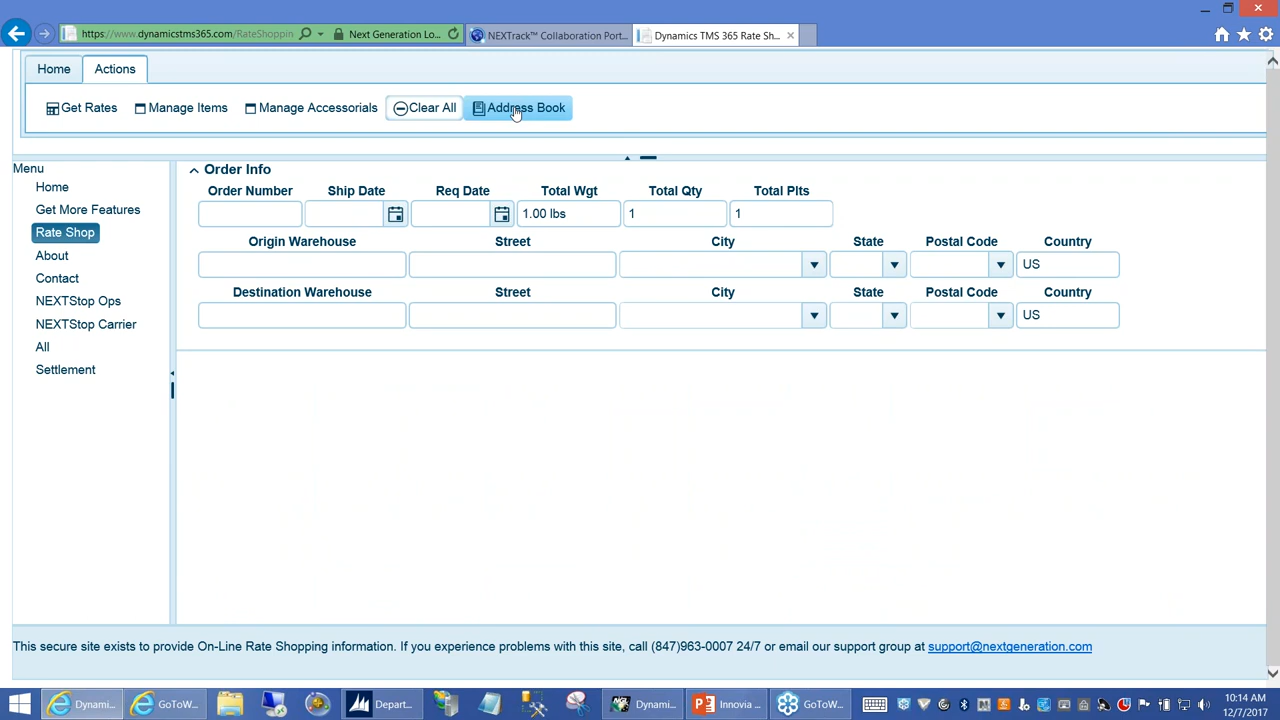 https://www.dynamicstms365.com/RateShoppin
Next Generation Lo...
NEXTrack™ Collaboration Port...
Dynamics TMS 365 Rate Sh...
Home
Actions
Get Rates
Manage Items
Manage Accessorials
Clear All
Address Book
Menu
Home
Get More Features
Rate Shop
About
Contact
NEXTStop Ops
NEXTStop Carrier
All
Settlement
Order Info
Order Number Ship Date Req Date Total Wgt Total Qty Total Plts
1.00 lbs 1 1
Origin Warehouse Street City State Postal Code Country
US
Destination Warehouse Street City State Postal Code Country
US
This secure site exists to provide On-Line Rate Shopping information. If you experience problems with this site, call (847)963-0007 24/7 or email our support group at support@nextgeneration.com
Dynami...
GoToW...
Depart...
Dynami...
Innovia ...
GoToW...
10:14 AM
12/7/2017